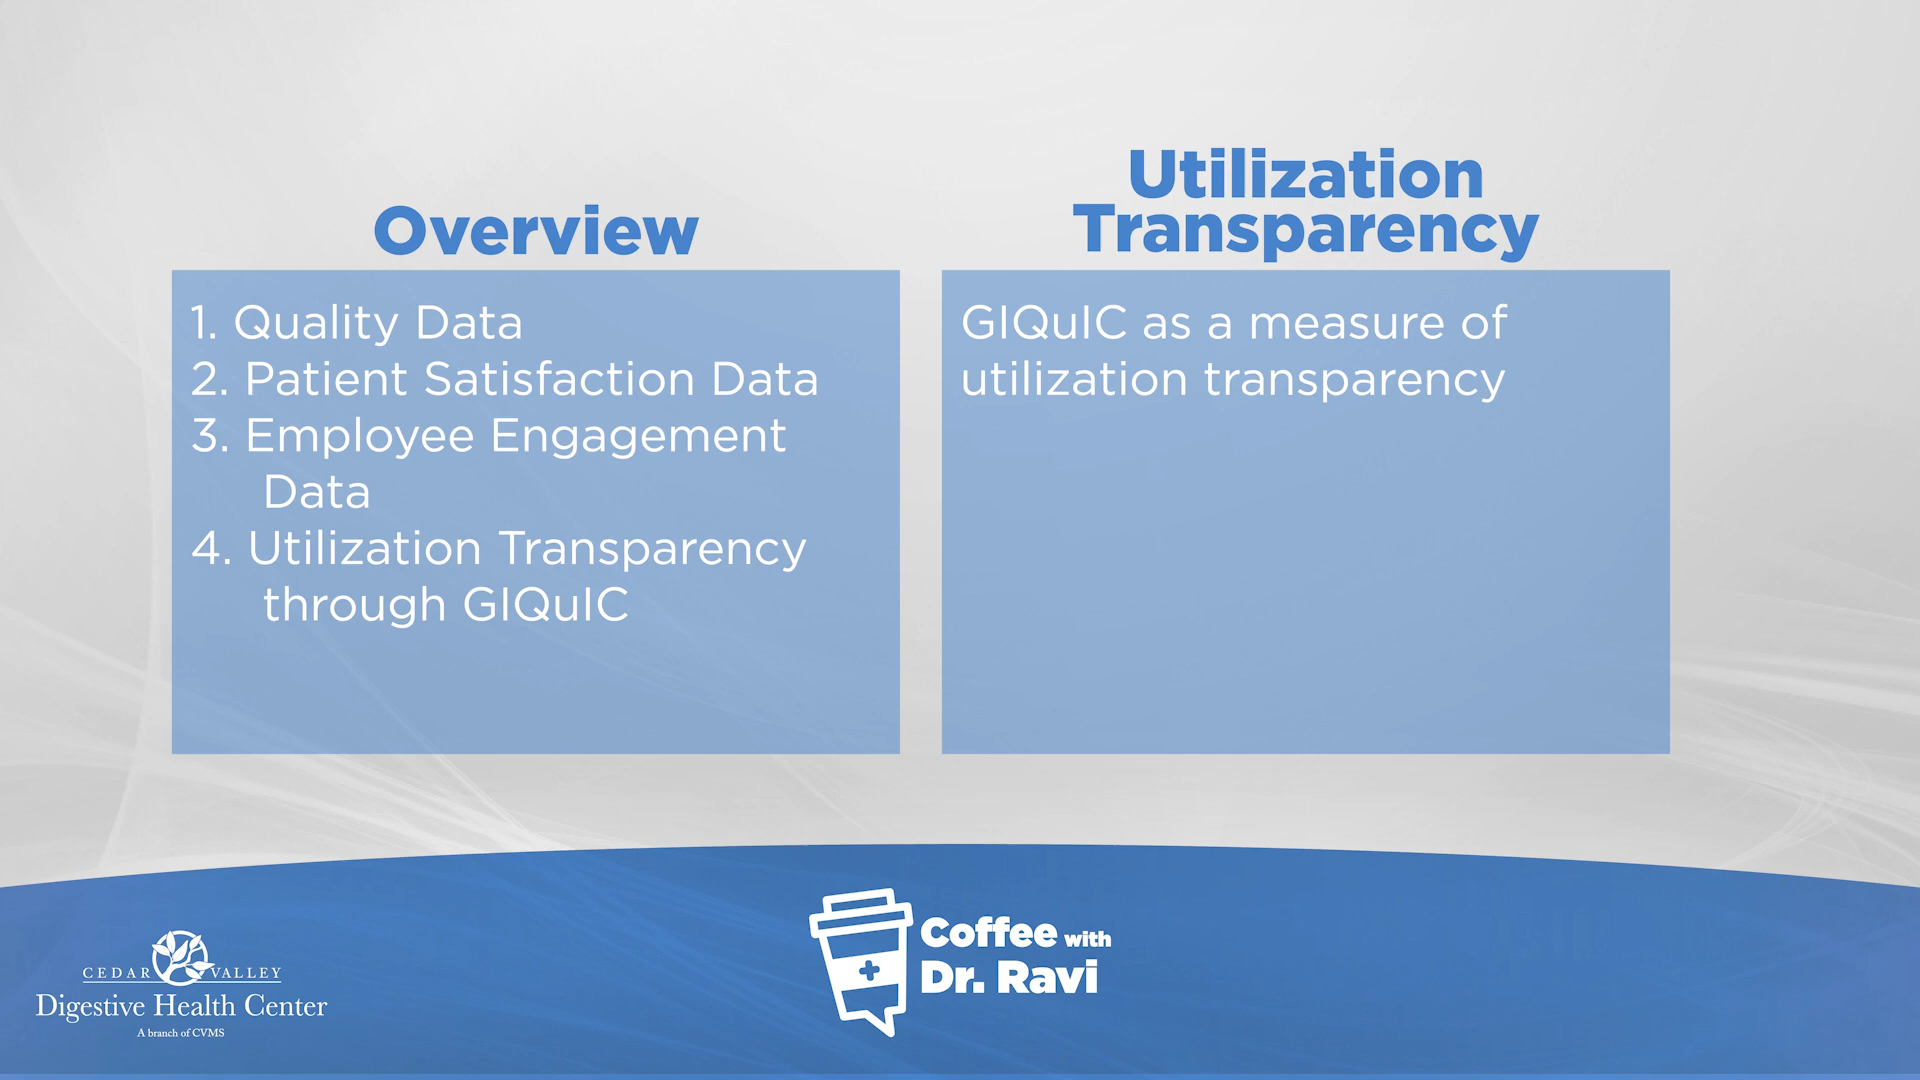 Overview
1. Quality Data
2. Patient Satisfaction Data
3. Employee Engagement
Data
4. Utilization Transparency
through GIQuIC
Utilization
Transparency
GIQuIC as a measure of
utilization transparency
CEDAR VALLEY
Digestive Health Center
A branch of CVMS
Coffee with
Dr. Ravi